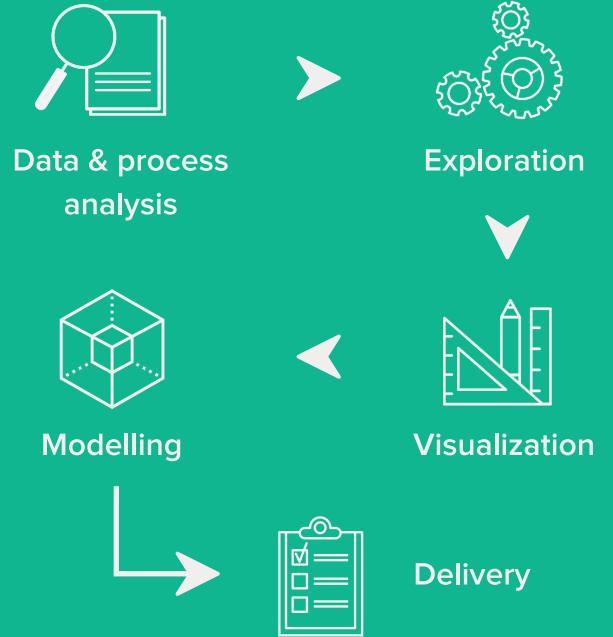 Data & process
analysis
Exploration
Visualization
Modelling
Delivery